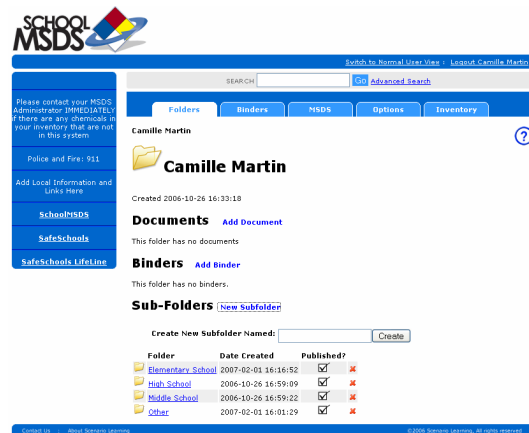 SCHOOL
MSDS
Switch to Normal User View : Logout Camille Martin
SEARCH Go Advanced Search
Please contact your MSDS
Administrator IMMEDIATELY
if there are any chemicals in
your inventory that are not
in this system
Police and Fire: 911
Add Local Information and
Links Here
SchoolMSDS
SafeSchools
SafeSchools LifeLine
Folders Binders MSDS Options Inventory
Camille Martin
?
Camille Martin
Created 2006-10-26 16:33:18
Documents Add Document
This folder has no documents
Binders Add Binder
This folder has no binders.
Sub-Folders New Subfolder
Create New Subfolder Named: Create
Folder Date Created Published?
Elementary School 2007-02-01 16:16:52
High School 2006-10-26 16:59:09
Middle School 2006-10-26 16:59:22
Other 2007-02-01 16:01:29
Contact Us : About Scenario Learning ©2006 Scenario Learning, All rights reserved